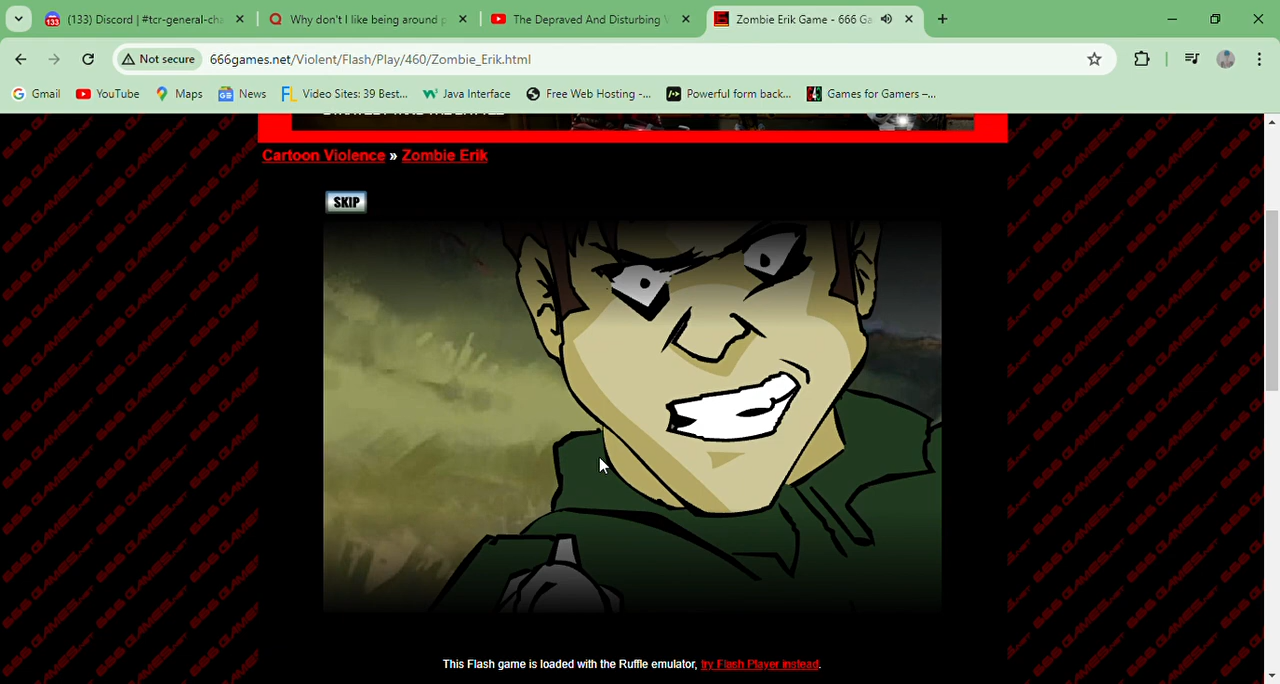 (133) Discord | #tcr-general-cha
Why don't I like being around p
The Depraved And Disturbing
Zombie Erik Game - 666 Ga
Not secure
666games.net/Violent/Flash/Play/460/Zombie_Erik.html
Gmail
YouTube
Maps
News
Video Sites: 39 Best...
Java Interface
Free Web Hosting -...
Powerful form back...
Games for Gamers –...
Cartoon Violence » Zombie Erik
SKIP
This Flash game is loaded with the Ruffle emulator, try Flash Player instead.